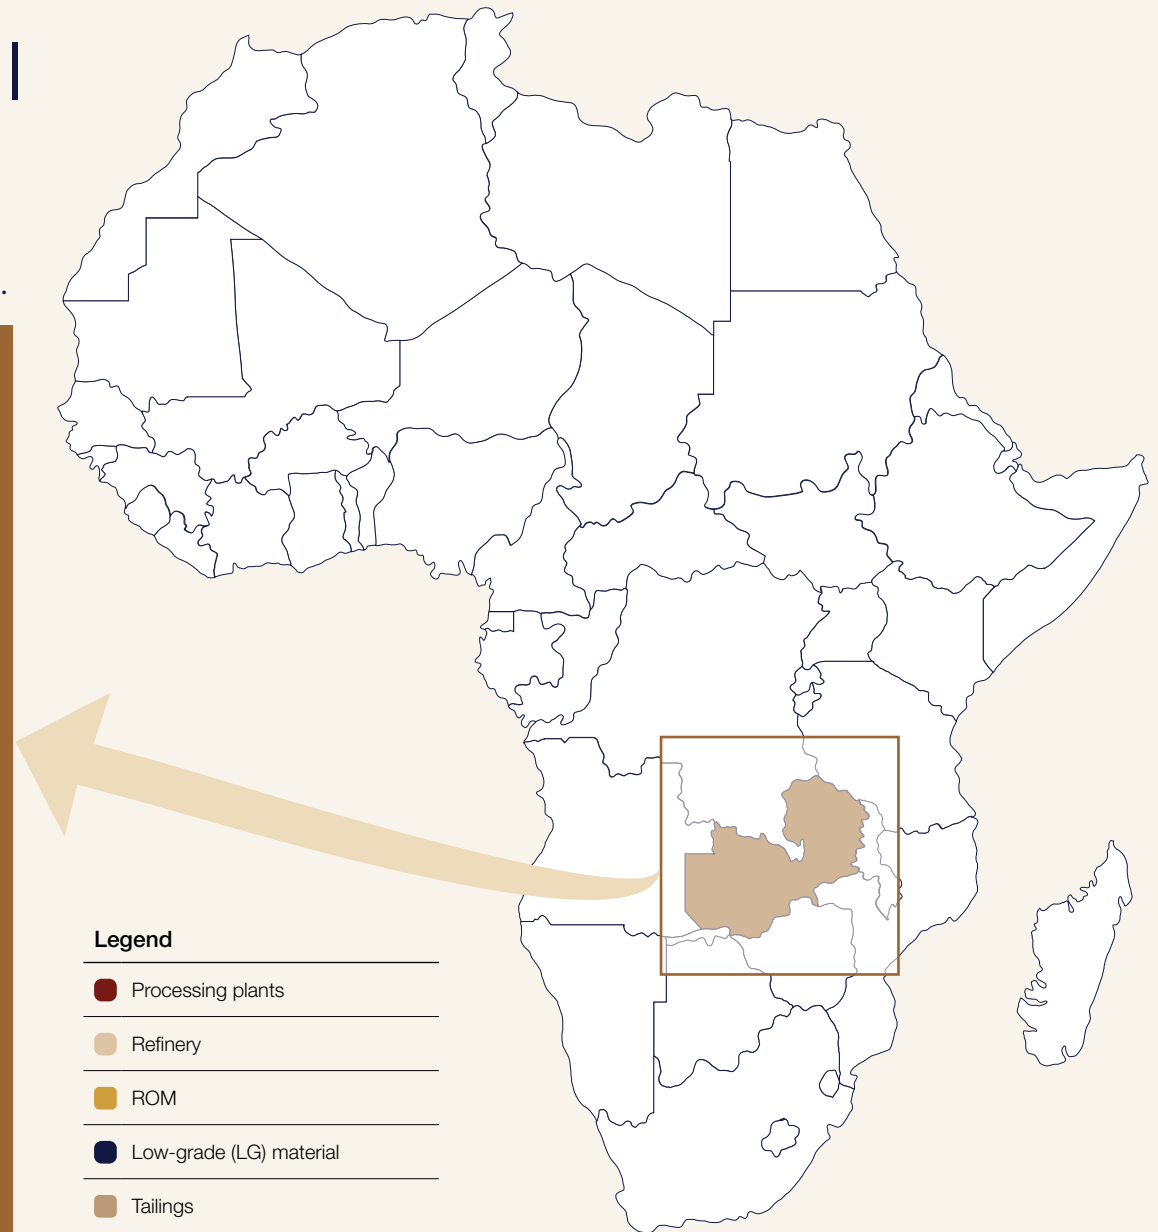 Legend
Processing plants
Refinery
ROM
Low-grade (LG) material
Tailings